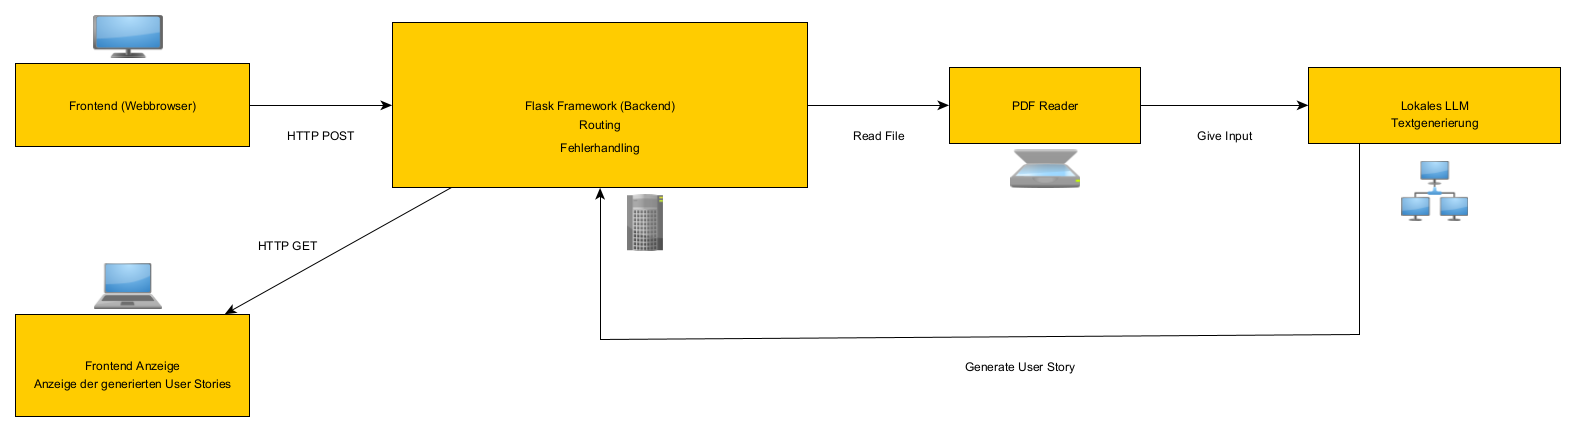 Frontend (Webbrowser)
HTTP POST
Flask Framework (Backend)
Routing
Fehlerhandling
Read File
PDF Reader
Give Input
Lokales LLM
Textgenerierung
HTTP GET
Frontend Anzeige
Anzeige der generierten User Stories
Generate User Story